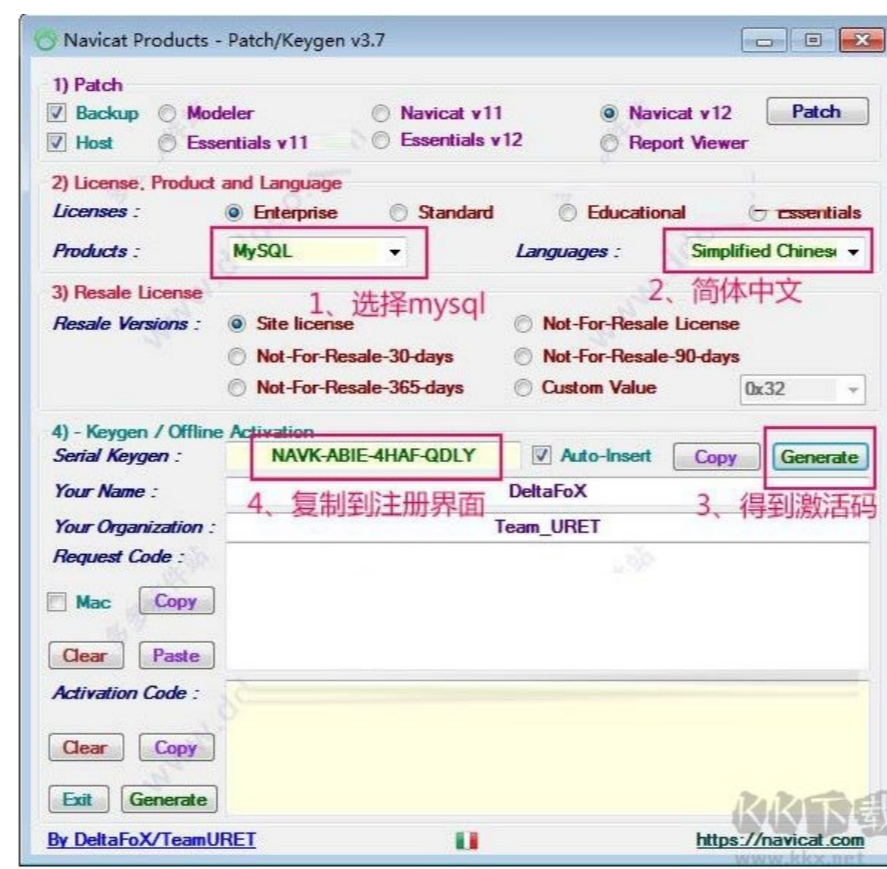 Navicat Products - Patch/Keygen v3.7
1) Patch
Backup Modeler Navicat v11 Navicat v12 Patch
Host Essentials v11 Essentials v12 Report Viewer
2) License, Product and Language
Licenses : Enterprise Standard Educational Essentials
Products : MySQL Languages : Simplified Chines
3) Resale License
1、选择mysql 2、简体中文
Resale Versions : Site license Not-For-Resale License
Not-For-Resale-30-days Not-For-Resale-90-days
Not-For-Resale-365-days Custom Value 0x32
4) - Keygen / Offline Activation
Serial Keygen : NAVK-ABIE-4HAF-QDLY Auto-Insert Copy Generate
Your Name : DeltaFoX
4、复制到注册界面 3、得到激活码
Your Organization : Team_URET
Request Code :
Mac Copy
Clear Paste
Activation Code :
Clear Copy
Exit Generate
KK下载
By DeltaFoX/TeamURET https://navicat.com
www.kkx.net